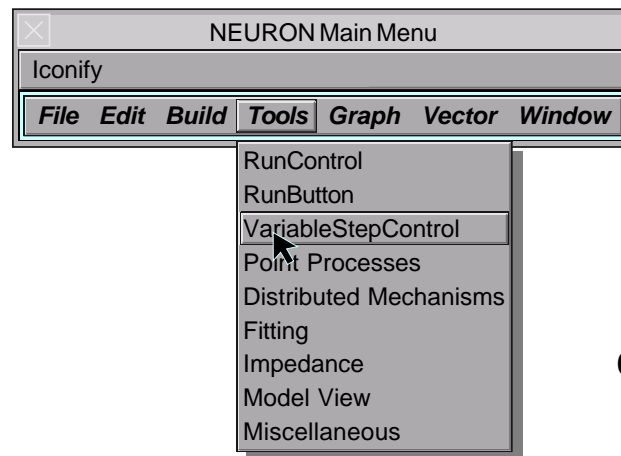 NEURON Main Menu
Iconify
File Edit Build Tools Graph Vector Window
RunControl
RunButton
VariableStepControl
Point Processes
Distributed Mechanisms
Fitting
Impedance
Model View
Miscellaneous